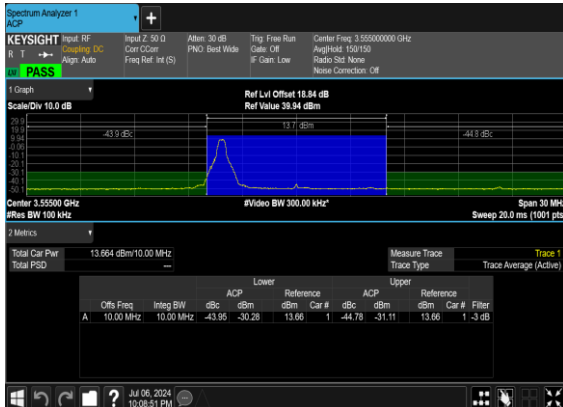 Spectrum Analyzer 1
ACP
+
KEYSIGHT Input: RF Input Z: 50 Ω Atten: 30 dB Trig: Free Run Center Freq: 3.555000000 GHz
R T Coupling: DC Corr CCorr PNO: Best Wide Gate: Off Avg|Hold: 150/150
Align: Auto Freq Ref: Int (S) IF Gain: Low Radio Std: None
LXI PASS Noise Correction: Off
1 Graph
Ref Lvl Offset 18.84 dB
Scale/Div 10.0 dB Ref Value 39.94 dBm
29.9
19.9 13.7 dBm
9.94 -43.9 dBc -44.8 dBc
-0.06
-10.1
-20.1
-30.1
-40.1
-50.1
Center 3.55500 GHz #Video BW 300.00 kHz* Span 30 MHz
#Res BW 100 kHz Sweep 20.0 ms (1001 pts)
2 Metrics
Total Car Pwr 13.664 dBm/10.00 MHz Measure Trace Trace 1
Total PSD --- Trace Type Trace Average (Active)
Lower Upper
ACP Reference ACP Reference
Offs Freq Integ BW dBc dBm dBm Car # dBc dBm dBm Car # Filter
A 10.00 MHz 10.00 MHz -43.95 -30.28 13.66 1 -44.78 -31.11 13.66 1 -3 dB
? Jul 06, 2024
10:08:51 PM